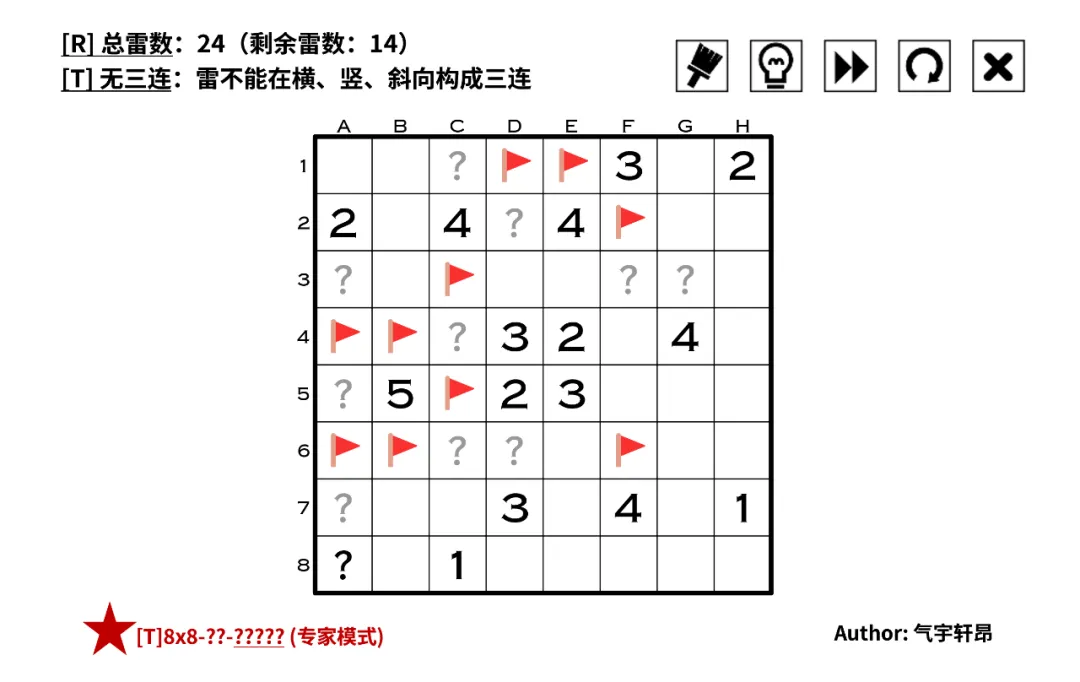 [R] 总雷数：24（剩余雷数：14）
[T] 无三连：雷不能在横、竖、斜向构成三连
A B C D E F G H
1 ? 3 2
2 2 4 ? 4
3 ? ? ?
4 ? 3 2 4
5 ? 5 2 3
6 ? ?
7 ? 3 4 1
8 ? 1
[T]8x8-??-????? (专家模式)
Author: 气宇轩昂